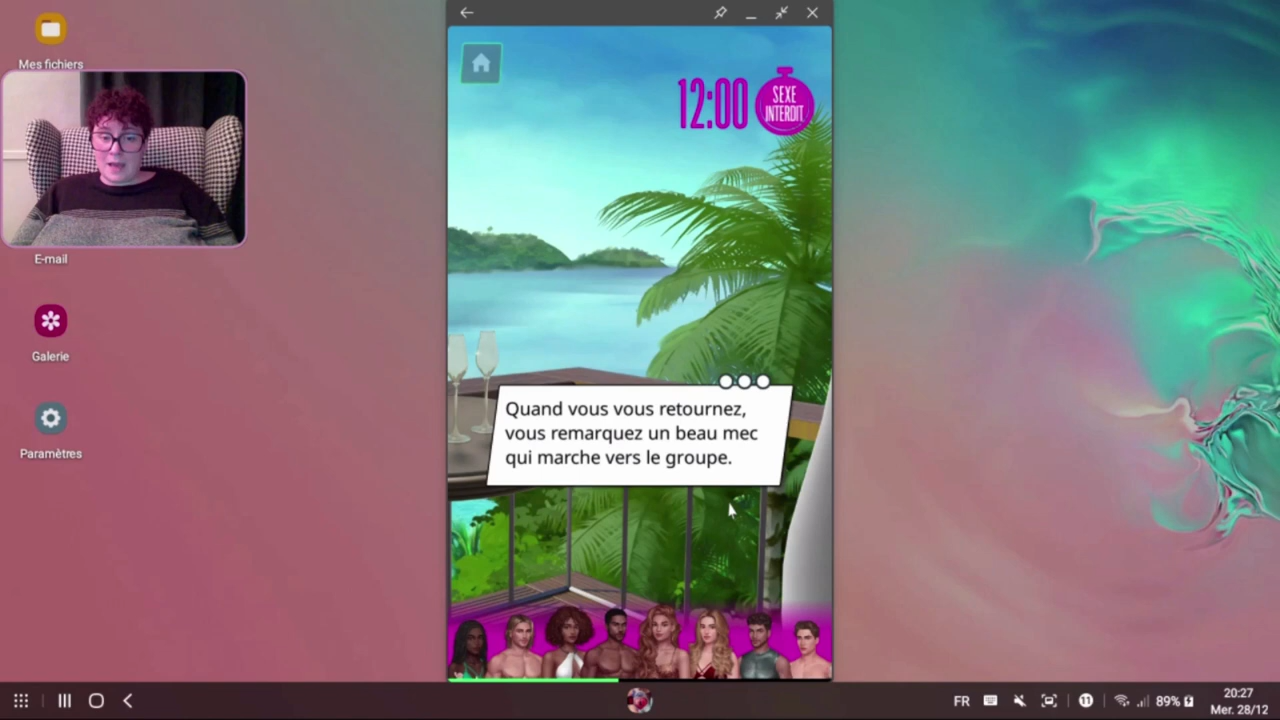 Mes fichiers
E-mail
Galerie
Paramètres
12:00
SEXE
INTERDIT
Quand vous vous retournez,
vous remarquez un beau mec
qui marche vers le groupe.
FR
11
89%
20:27
Mer. 28/12